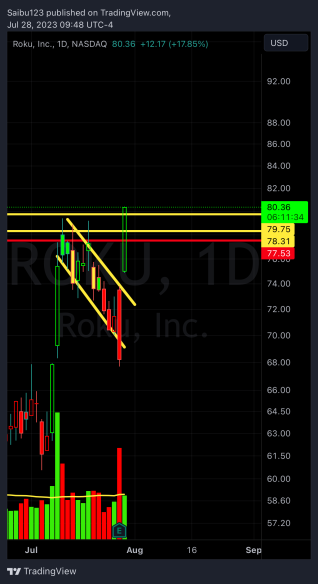 Saibu123 published on TradingView.com,
Jul 28, 2023 09:48 UTC-4
Roku, Inc., 1D, NASDAQ 80.36 +12.17 (+17.85%)
USD
92.00
88.00
86.00
84.00
82.00
80.36
06:11:34
79.75
78.31
77.53
76.00
74.00
72.00
70.00
68.00
66.00
64.50
63.00
61.50
60.00
58.60
57.20
ROKU, 1D
Roku, Inc.
E
Jul Aug 16 Sep
TradingView